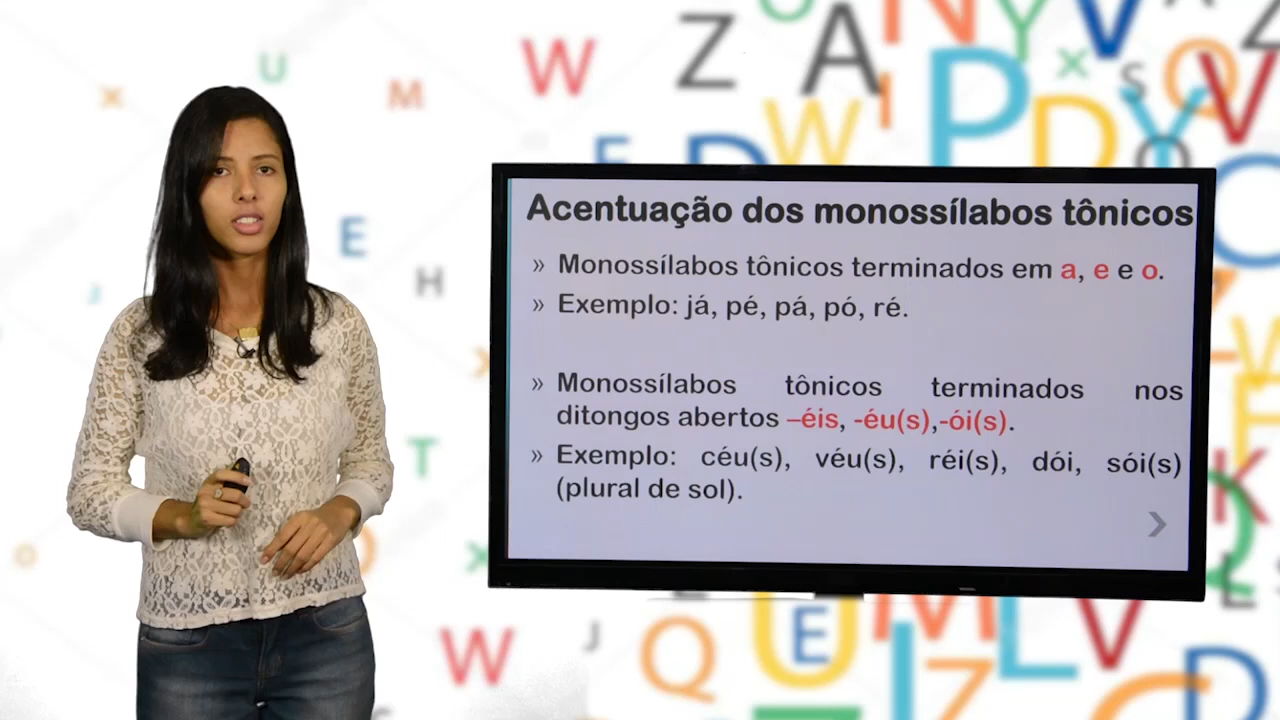 Acentuação dos monossílabos tônicos
» Monossílabos tônicos terminados em a, e e o.
» Exemplo: já, pé, pá, pó, ré.
» Monossílabos tônicos terminados nos
ditongos abertos –éis, -éu(s),-ói(s).
» Exemplo: céu(s), véu(s), réi(s), dói, sói(s)
(plural de sol).